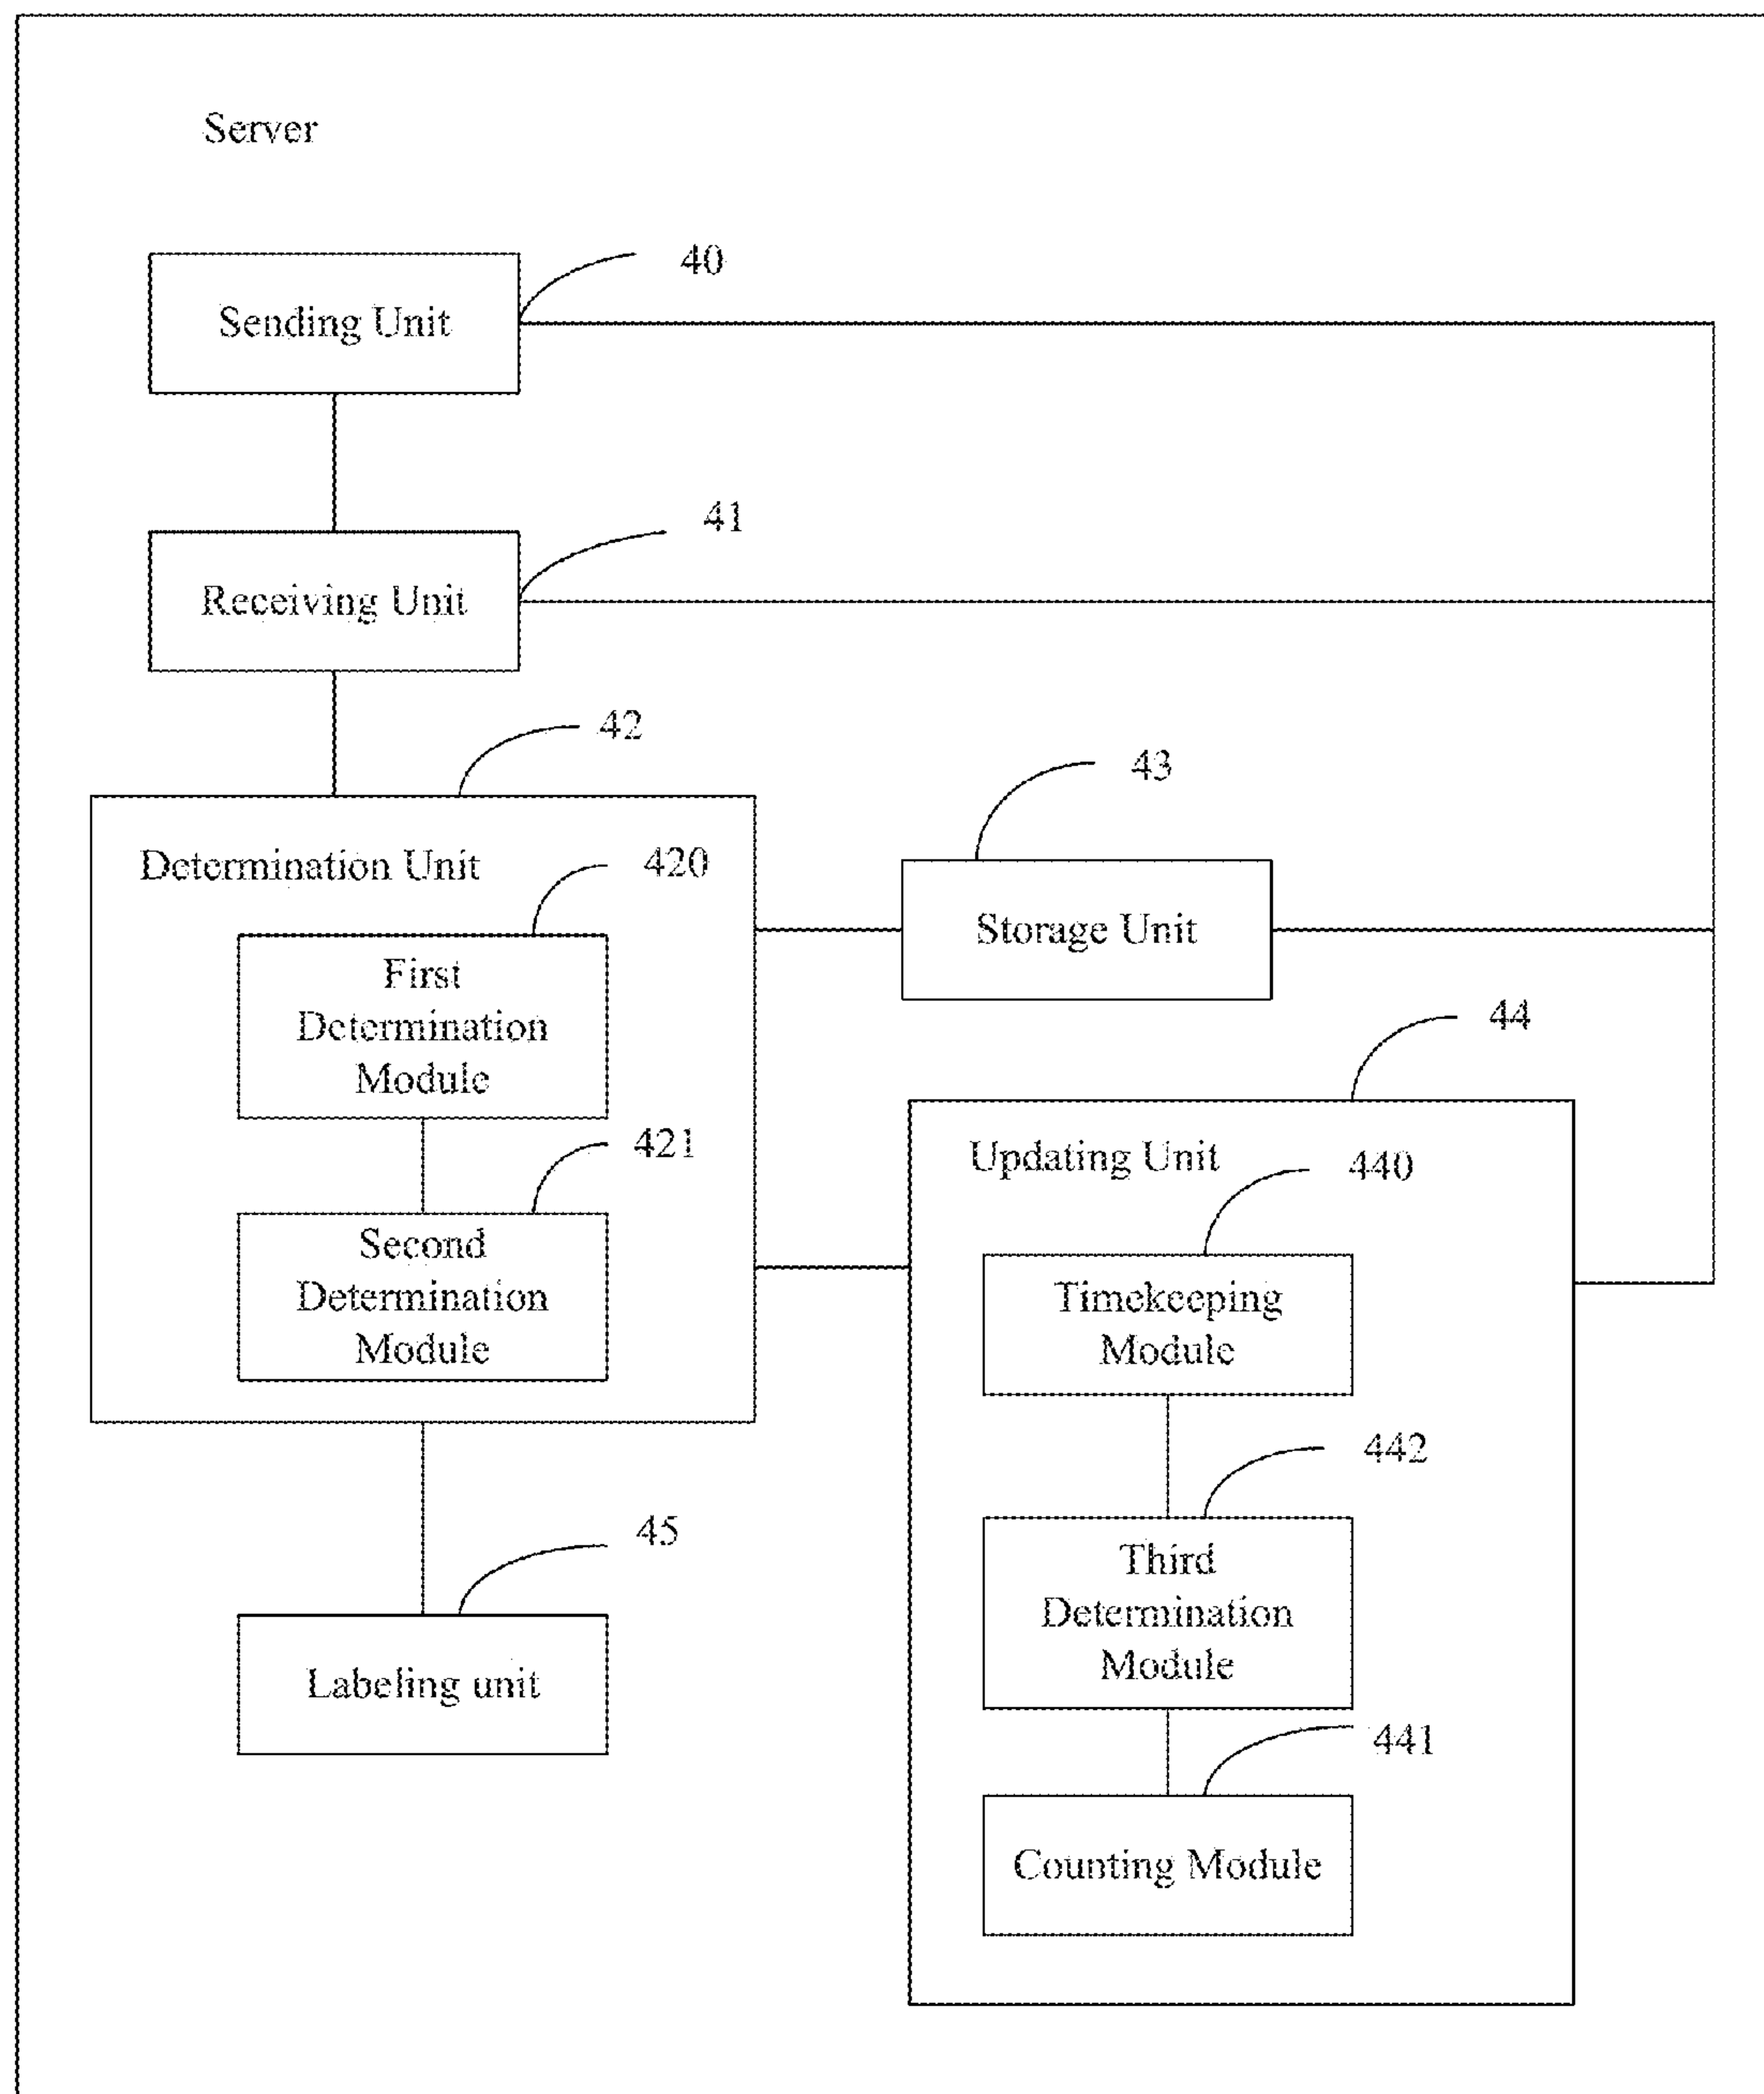 Server
40
Sending Unit
41
Receiving Unit
42
43
Determination Unit
420
Storage Unit
First
Determination
Module
44
421
Updating Unit
440
Second
Determination
Module
Timekeeping
Module
442
45
Third
Determination
Module
Labeling unit
441
Counting Module